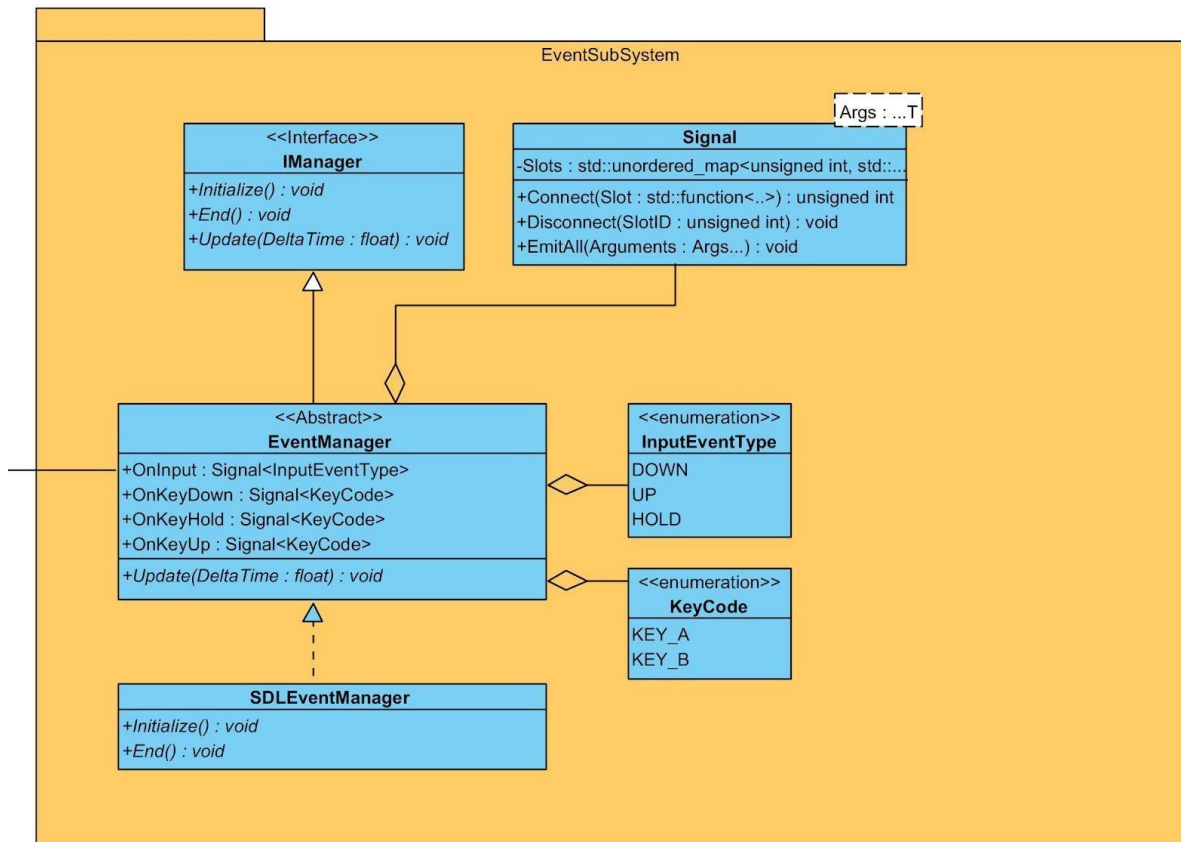 EventSubSystem
<<Interface>>
IManager
+Initialize() : void
+End() : void
+Update(DeltaTime : float) : void
Args : ...T
Signal
-Slots : std::unordered_map<unsigned int, std::...
+Connect(Slot : std::function<..>) : unsigned int
+Disconnect(SlotID : unsigned int) : void
+EmitAll(Arguments : Args...) : void
<<Abstract>>
EventManager
+OnInput : Signal<InputEventType>
+OnKeyDown : Signal<KeyCode>
+OnKeyHold : Signal<KeyCode>
+OnKeyUp : Signal<KeyCode>
+Update(DeltaTime : float) : void
<<enumeration>>
InputEventType
DOWN
UP
HOLD
<<enumeration>>
KeyCode
KEY_A
KEY_B
SDLEventManager
+Initialize() : void
+End() : void